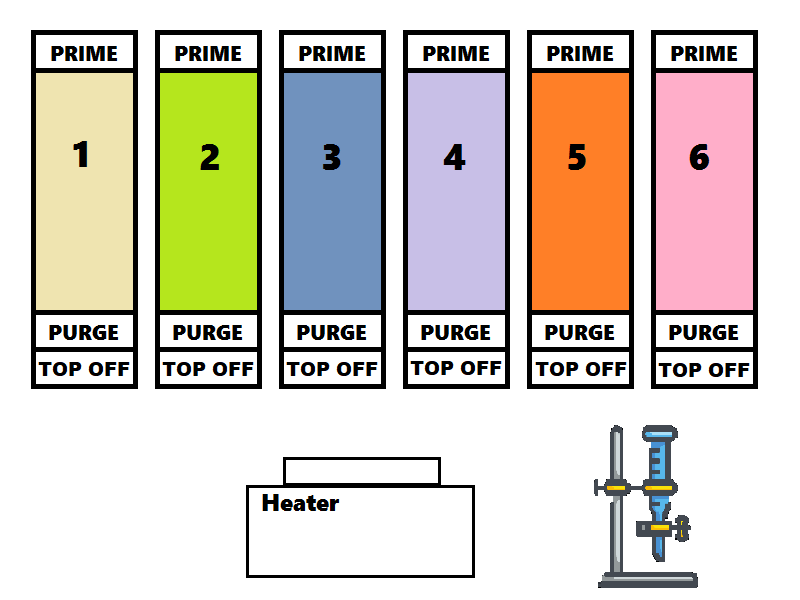 PRIME PRIME PRIME PRIME PRIME PRIME
1 2 3 4 5 6
PURGE PURGE PURGE PURGE PURGE PURGE
TOP OFF TOP OFF TOP OFF TOP OFF TOP OFF TOP OFF
Heater